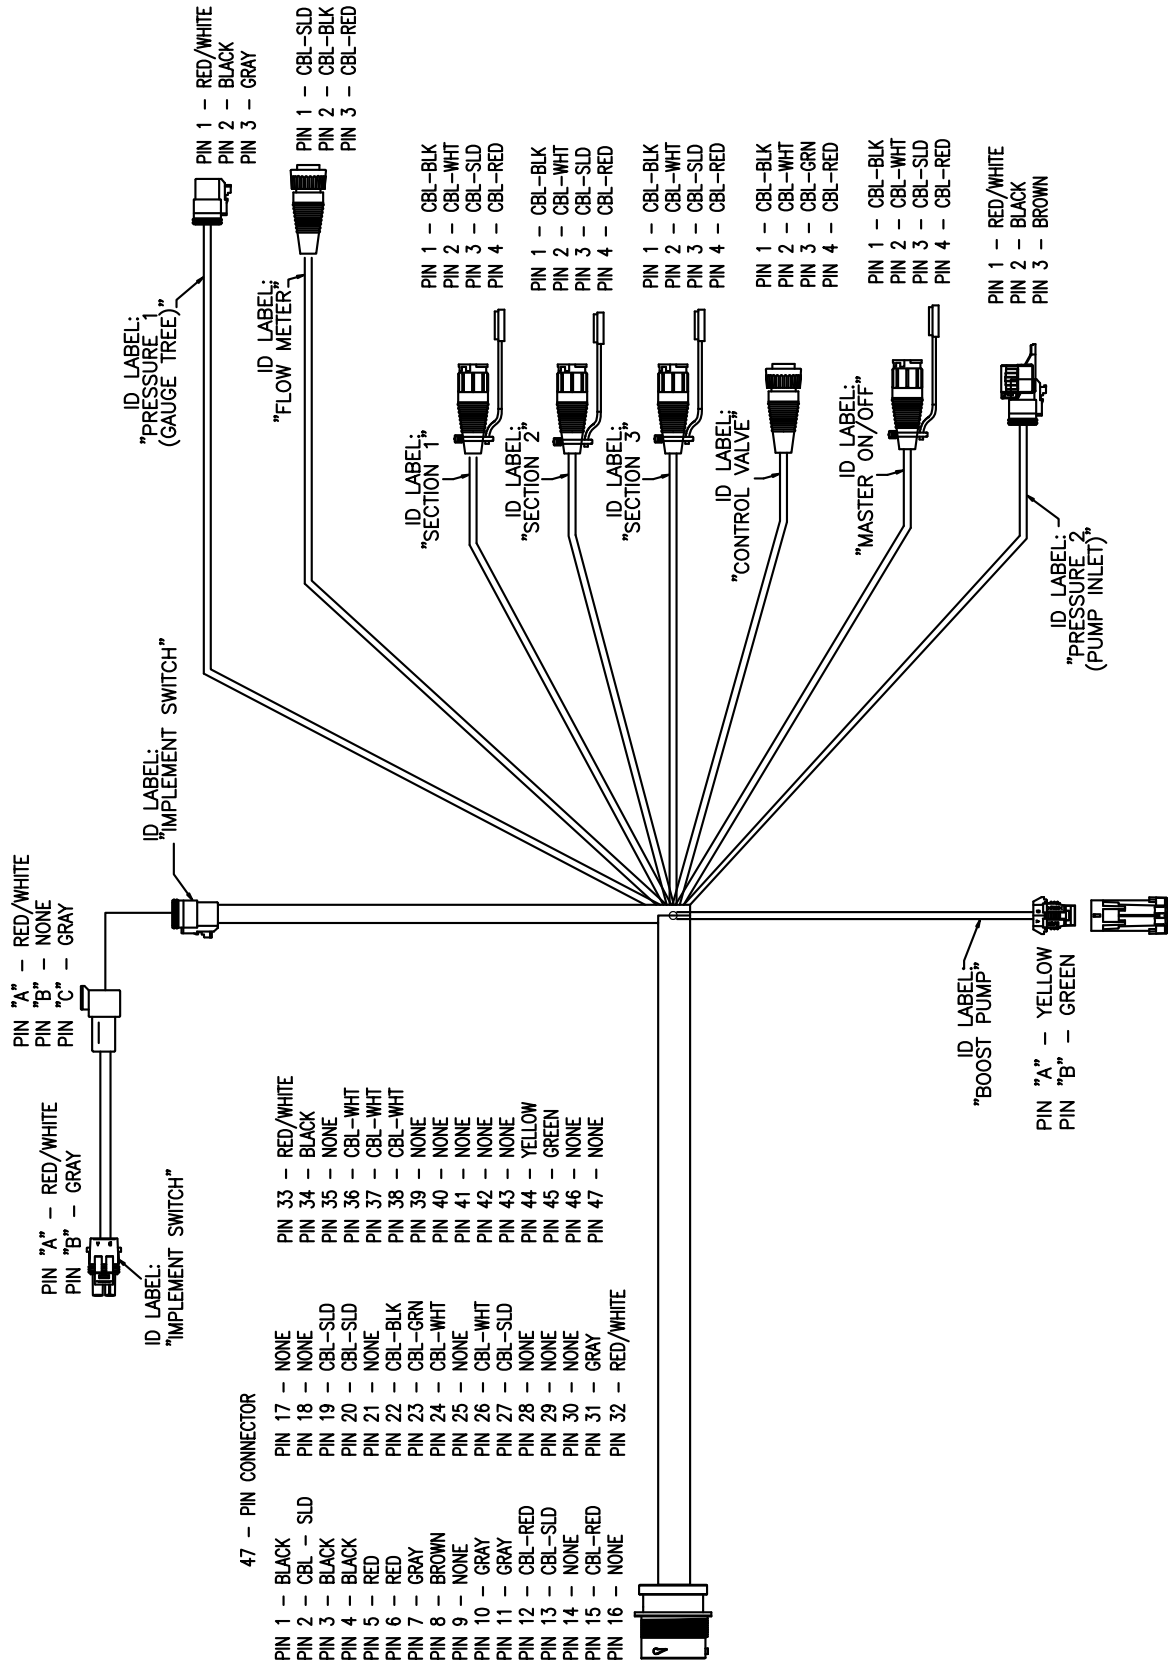 47 - PIN CONNECTOR
PIN 1 - BLACK
PIN 2 - CBL - SLD
PIN 3 - BLACK
PIN 4 - BLACK
PIN 5 - RED
PIN 6 - RED
PIN 7 - GRAY
PIN 8 - BROWN
PIN 9 - NONE
PIN 10 - GRAY
PIN 11 - GRAY
PIN 12 - CBL-RED
PIN 13 - CBL-SLD
PIN 14 - NONE
PIN 15 - CBL-RED
PIN 16 - NONE
PIN 17 - NONE
PIN 18 - NONE
PIN 19 - CBL-SLD
PIN 20 - CBL-SLD
PIN 21 - NONE
PIN 22 - CBL-BLK
PIN 23 - CBL-GRN
PIN 24 - CBL-WHT
PIN 25 - NONE
PIN 26 - CBL-WHT
PIN 27 - CBL-SLD
PIN 28 - NONE
PIN 29 - NONE
PIN 30 - NONE
PIN 31 - GRAY
PIN 32 - RED/WHITE
PIN 33 - RED/WHITE
PIN 34 - BLACK
PIN 35 - NONE
PIN 36 - CBL-WHT
PIN 37 - CBL-WHT
PIN 38 - CBL-WHT
PIN 39 - NONE
PIN 40 - NONE
PIN 41 - NONE
PIN 42 - NONE
PIN 43 - NONE
PIN 44 - YELLOW
PIN 45 - GREEN
PIN 46 - NONE
PIN 47 - NONE
PIN "A" - RED/WHITE
PIN "B" - GRAY
ID LABEL:
"IMPLEMENT SWITCH"
PIN "A" - RED/WHITE
PIN "B" - NONE
PIN "C" - GRAY
ID LABEL:
"IMPLEMENT SWITCH"
ID LABEL:
"PRESSURE 1
(GAUGE TREE)"
PIN 1 - RED/WHITE
PIN 2 - BLACK
PIN 3 - GRAY
ID LABEL:
"FLOW METER"
PIN 1 - CBL-SLD
PIN 2 - CBL-BLK
PIN 3 - CBL-RED
ID LABEL:
"SECTION 1"
PIN 1 - CBL-BLK
PIN 2 - CBL-WHT
PIN 3 - CBL-SLD
PIN 4 - CBL-RED
ID LABEL:
"SECTION 2"
PIN 1 - CBL-BLK
PIN 2 - CBL-WHT
PIN 3 - CBL-SLD
PIN 4 - CBL-RED
ID LABEL:
"SECTION 3"
PIN 1 - CBL-BLK
PIN 2 - CBL-WHT
PIN 3 - CBL-SLD
PIN 4 - CBL-RED
ID LABEL:
"CONTROL VALVE"
PIN 1 - CBL-BLK
PIN 2 - CBL-WHT
PIN 3 - CBL-GRN
PIN 4 - CBL-RED
ID LABEL:
"MASTER ON/OFF"
PIN 1 - CBL-BLK
PIN 2 - CBL-WHT
PIN 3 - CBL-SLD
PIN 4 - CBL-RED
ID LABEL:
"PRESSURE 2
(PUMP INLET)"
PIN 1 - RED/WHITE
PIN 2 - BLACK
PIN 3 - BROWN
ID LABEL:
"BOOST PUMP"
PIN "A" - YELLOW
PIN "B" - GREEN